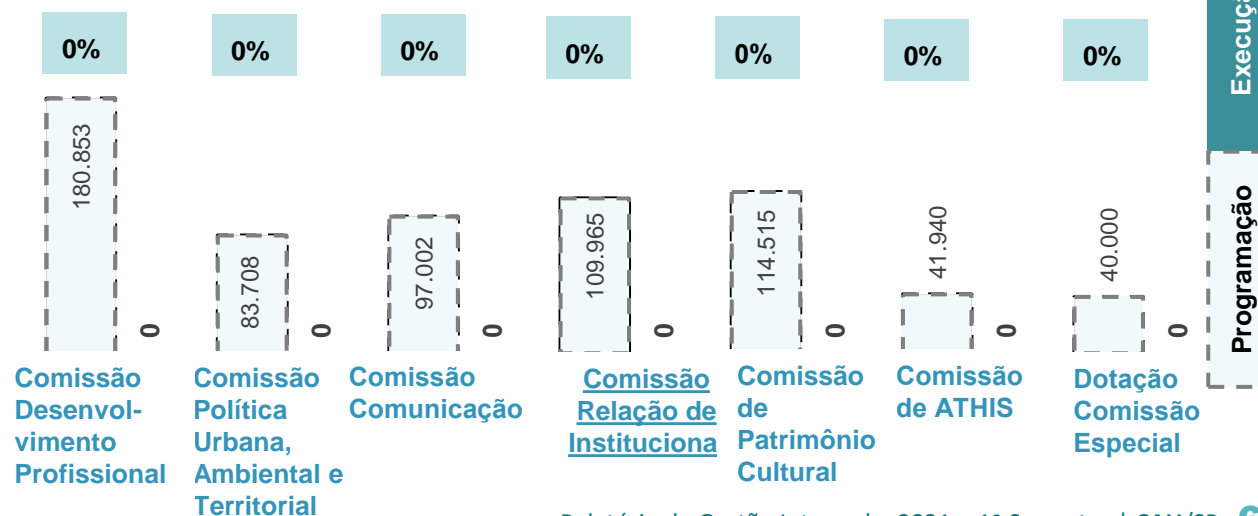 0% 0% 0% 0% 0% 0% 0%
180.853 0
83.708 0
97.002 0
109.965 0
114.515 0
41.940 0
40.000 0
Programação
Comissão
Desenvol-
vimento
Profissional
Comissão
Política
Urbana,
Ambiental e
Territorial
Comissão
Comunicação
Comissão
Relação de
Instituciona
Comissão
de
Patrimônio
Cultural
Comissão
de ATHIS
Dotação
Comissão
Especial